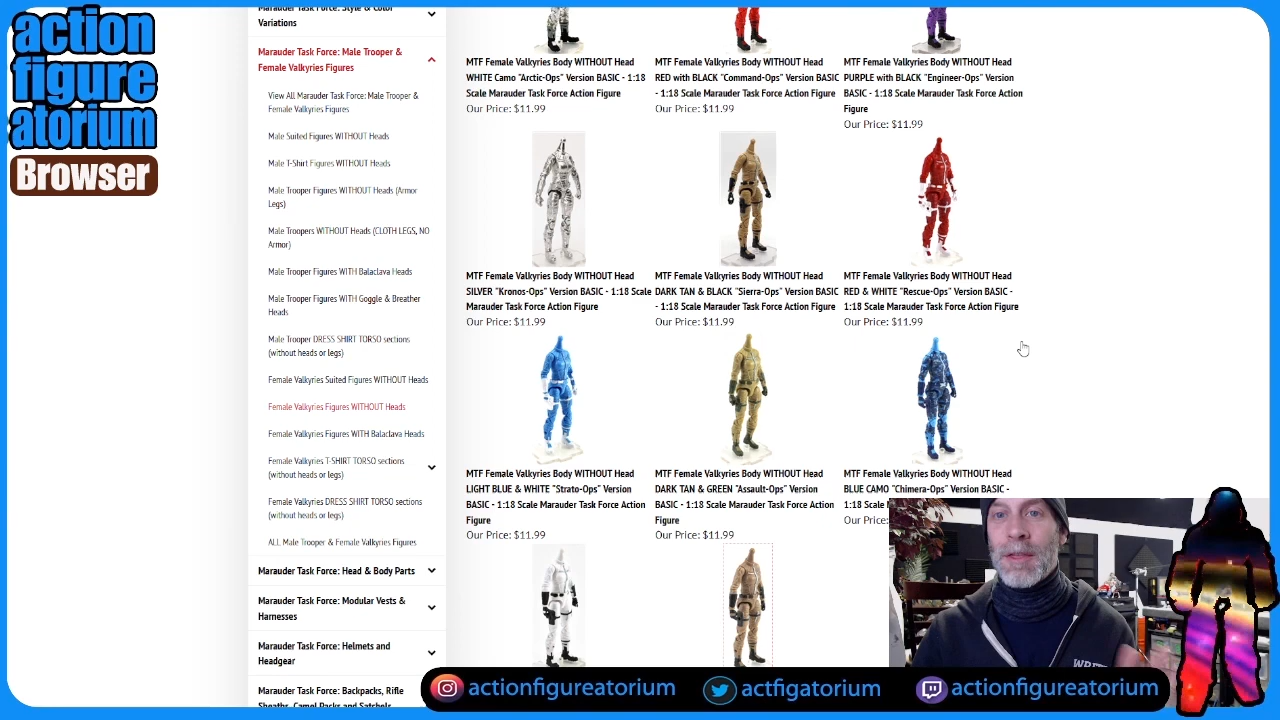 action
figure
atorium
Browser
Marauder Task Force: Style & Color
Variations
Marauder Task Force: Male Trooper &
Female Valkyries Figures
View All Marauder Task Force: Male Trooper &
Female Valkyries Figures
Male Suited Figures WITHOUT Heads
Male T-Shirt Figures WITHOUT Heads
Male Trooper Figures WITHOUT Heads (Armor
Legs)
Male Troopers WITHOUT Heads (CLOTH LEGS, NO
Armor)
Male Trooper Figures WITH Balaclava Heads
Male Trooper Figures WITH Goggle & Breather
Heads
Male Trooper DRESS SHIRT TORSO sections
(without heads or legs)
Female Valkyries Suited Figures WITHOUT Heads
Female Valkyries Figures WITHOUT Heads
Female Valkyries Figures WITH Balaclava Heads
Female Valkyries T-SHIRT TORSO sections
(without heads or legs)
Female Valkyries DRESS SHIRT TORSO sections
(without heads or legs)
ALL Male Trooper & Female Valkyries Figures
Marauder Task Force: Head & Body Parts
Marauder Task Force: Modular Vests &
Harnesses
Marauder Task Force: Helmets and
Headgear
Marauder Task Force: Backpacks, Rifle
Sheaths, Camel Packs and Satchels
MTF Female Valkyries Body WITHOUT Head
WHITE Camo "Arctic-Ops" Version BASIC - 1:18
Scale Marauder Task Force Action Figure
Our Price: $11.99
MTF Female Valkyries Body WITHOUT Head
RED with BLACK "Command-Ops" Version BASIC
- 1:18 Scale Marauder Task Force Action Figure
Our Price: $11.99
MTF Female Valkyries Body WITHOUT Head
PURPLE with BLACK "Engineer-Ops" Version
BASIC - 1:18 Scale Marauder Task Force Action
Figure
Our Price: $11.99
MTF Female Valkyries Body WITHOUT Head
SILVER "Kronos-Ops" Version BASIC - 1:18 Scale
Marauder Task Force Action Figure
Our Price: $11.99
MTF Female Valkyries Body WITHOUT Head
DARK TAN & BLACK "Sierra-Ops" Version BASIC
- 1:18 Scale Marauder Task Force Action Figure
Our Price: $11.99
MTF Female Valkyries Body WITHOUT Head
RED & WHITE "Rescue-Ops" Version BASIC -
1:18 Scale Marauder Task Force Action Figure
Our Price: $11.99
MTF Female Valkyries Body WITHOUT Head
LIGHT BLUE & WHITE "Strato-Ops" Version
BASIC - 1:18 Scale Marauder Task Force Action
Figure
Our Price: $11.99
MTF Female Valkyries Body WITHOUT Head
DARK TAN & GREEN "Assault-Ops" Version
BASIC - 1:18 Scale Marauder Task Force Action
Figure
Our Price: $11.99
MTF Female Valkyries Body WITHOUT Head
BLUE CAMO "Chimera-Ops" Version BASIC -
1:18 Sc
Our Price:
actionfigureatorium
actfigatorium
actionfigureatorium